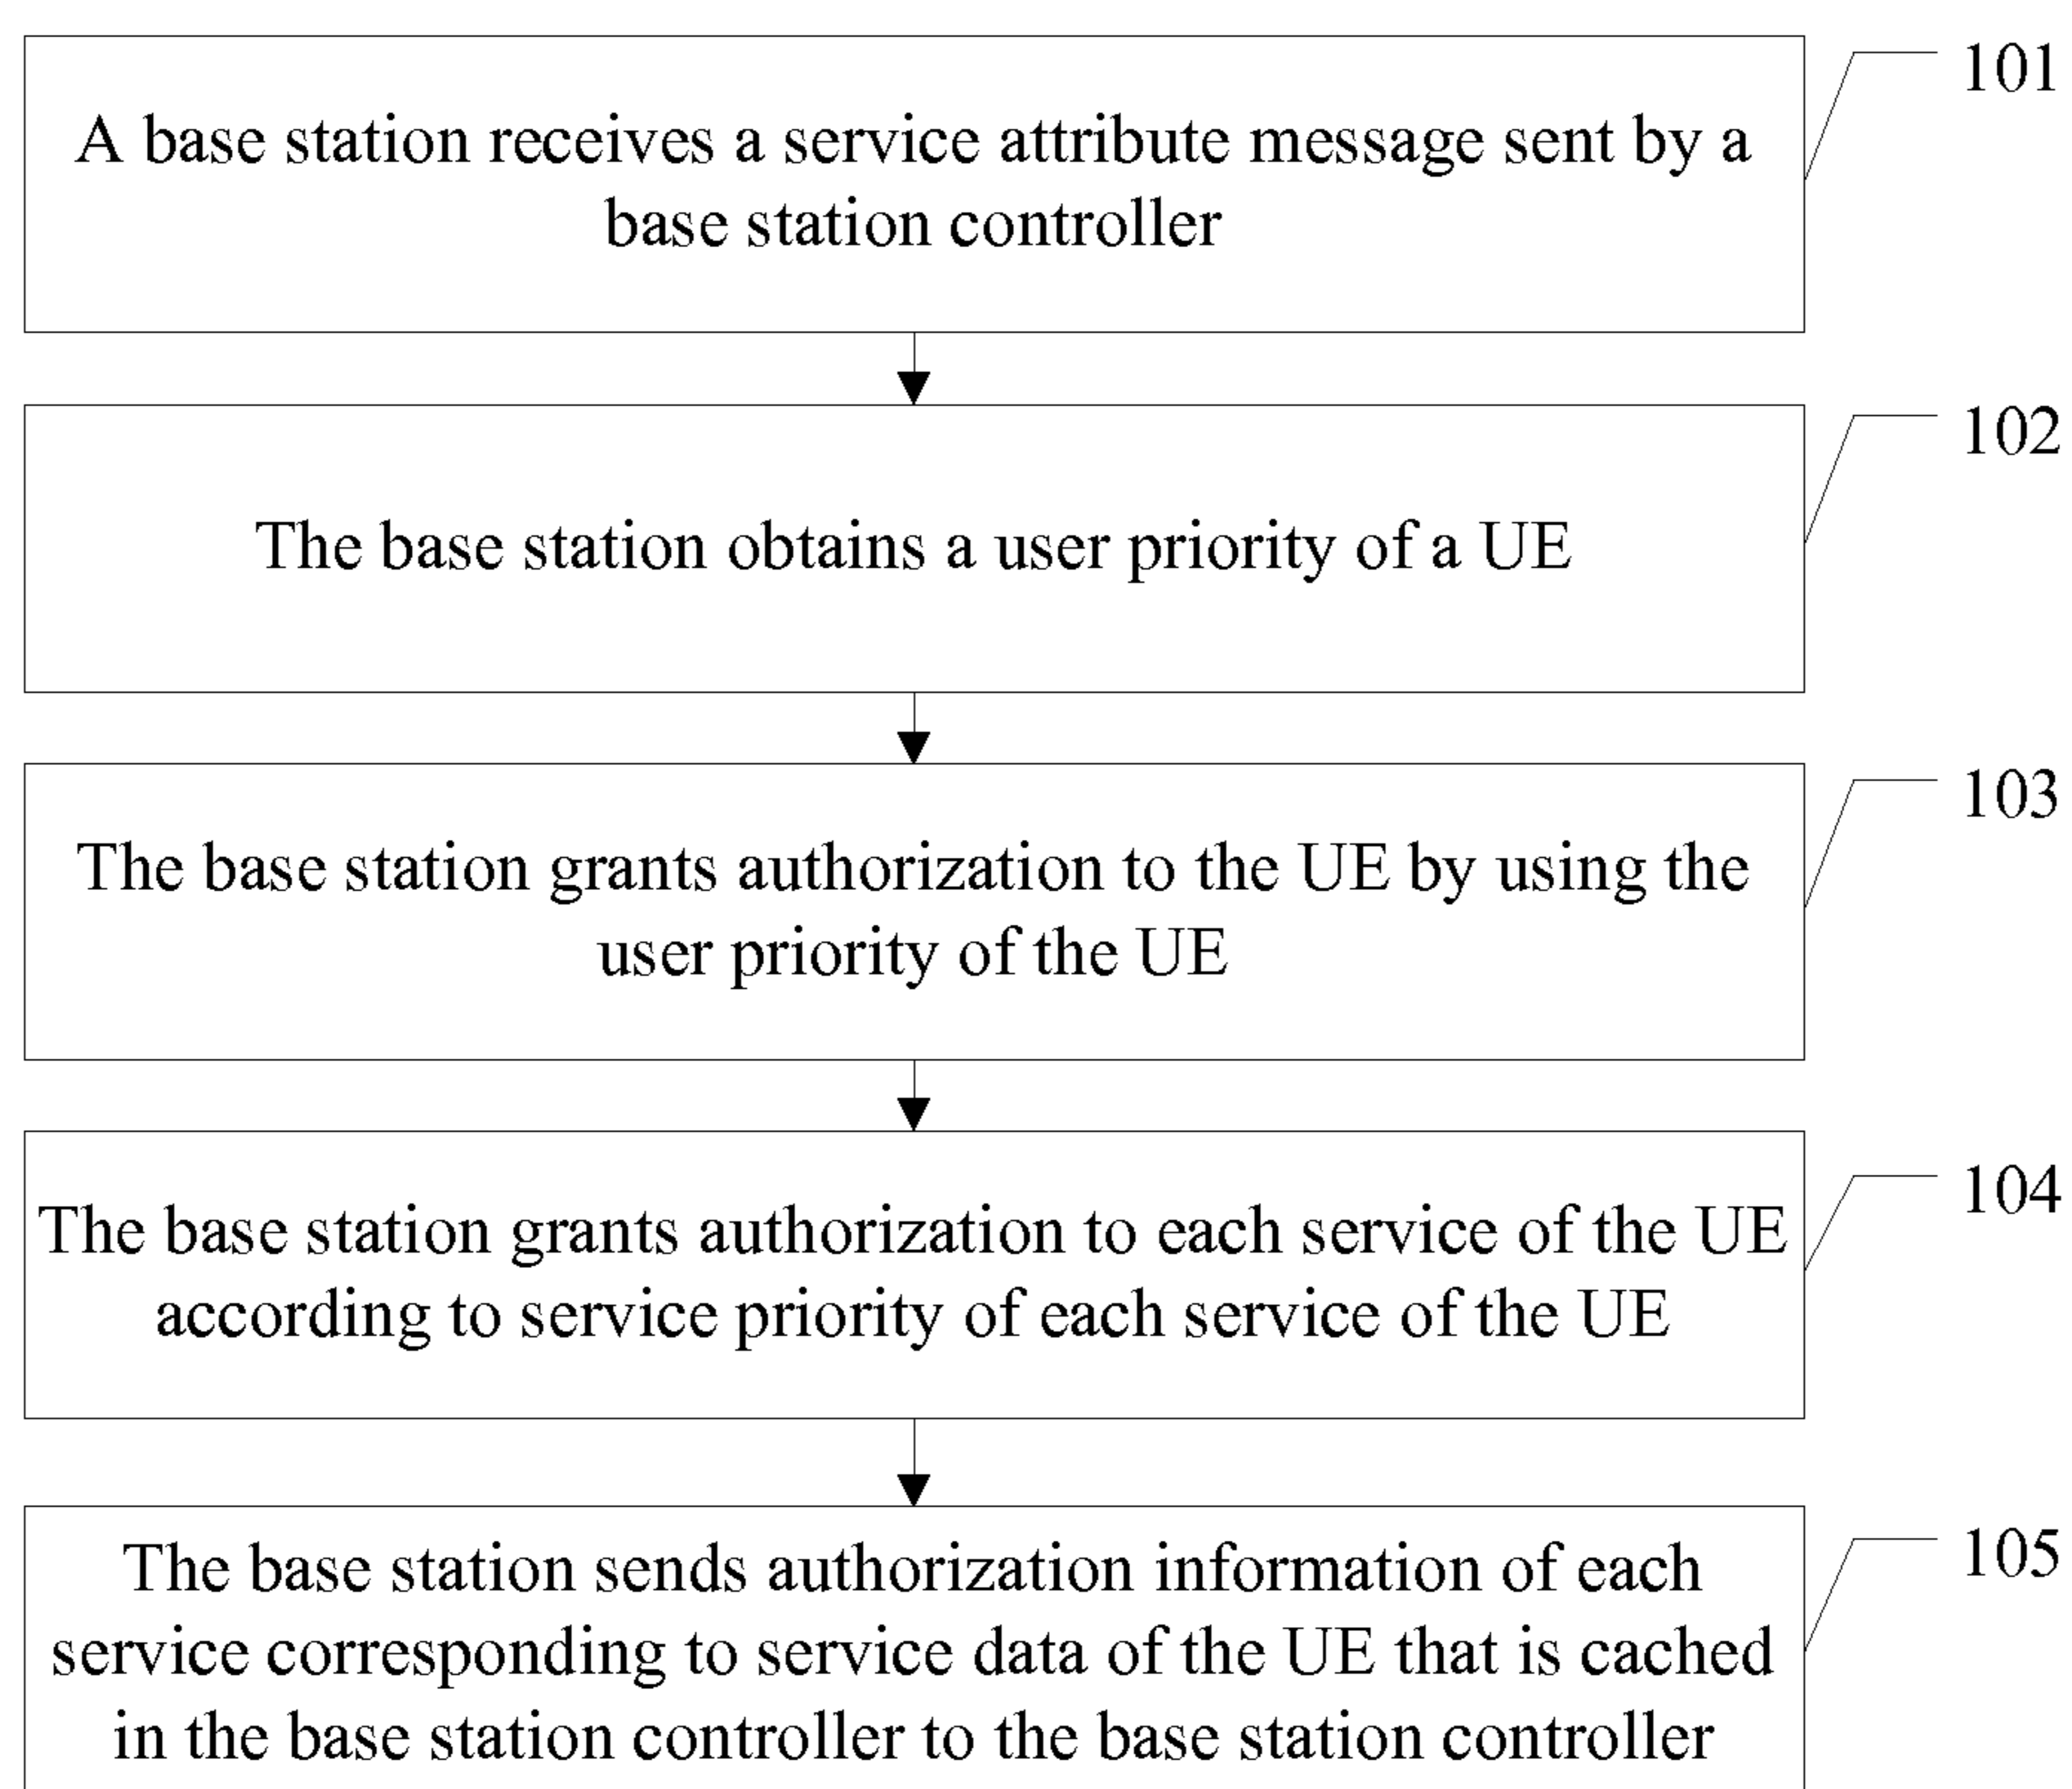 A base station receives a service attribute message sent by a
base station controller
101
The base station obtains a user priority of a UE
102
The base station grants authorization to the UE by using the
user priority of the UE
103
The base station grants authorization to each service of the UE
according to service priority of each service of the UE
104
The base station sends authorization information of each
service corresponding to service data of the UE that is cached
in the base station controller to the base station controller
105